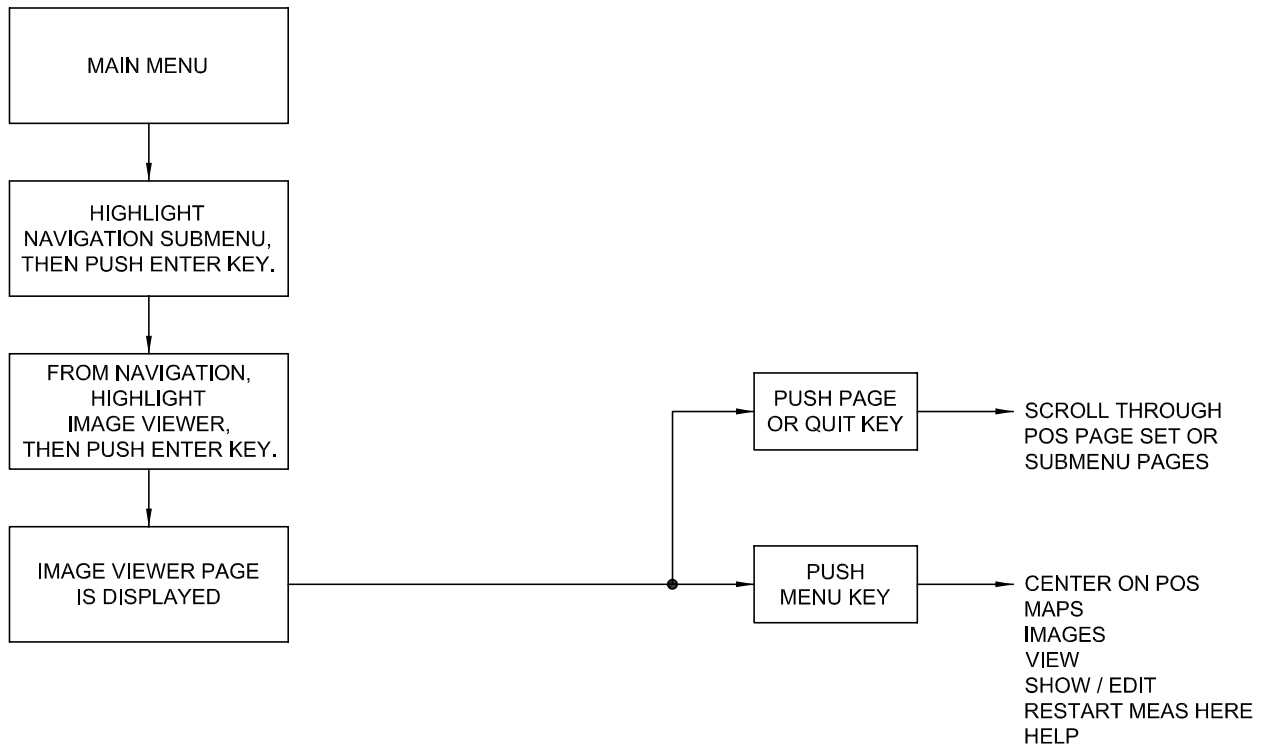 MAIN MENU
HIGHLIGHT
NAVIGATION SUBMENU,
THEN PUSH ENTER KEY.
FROM NAVIGATION,
HIGHLIGHT
IMAGE VIEWER,
THEN PUSH ENTER KEY.
IMAGE VIEWER PAGE
IS DISPLAYED
PUSH PAGE
OR QUIT KEY
SCROLL THROUGH
POS PAGE SET OR
SUBMENU PAGES
PUSH
MENU KEY
CENTER ON POS
MAPS
IMAGES
VIEW
SHOW / EDIT
RESTART MEAS HERE
HELP